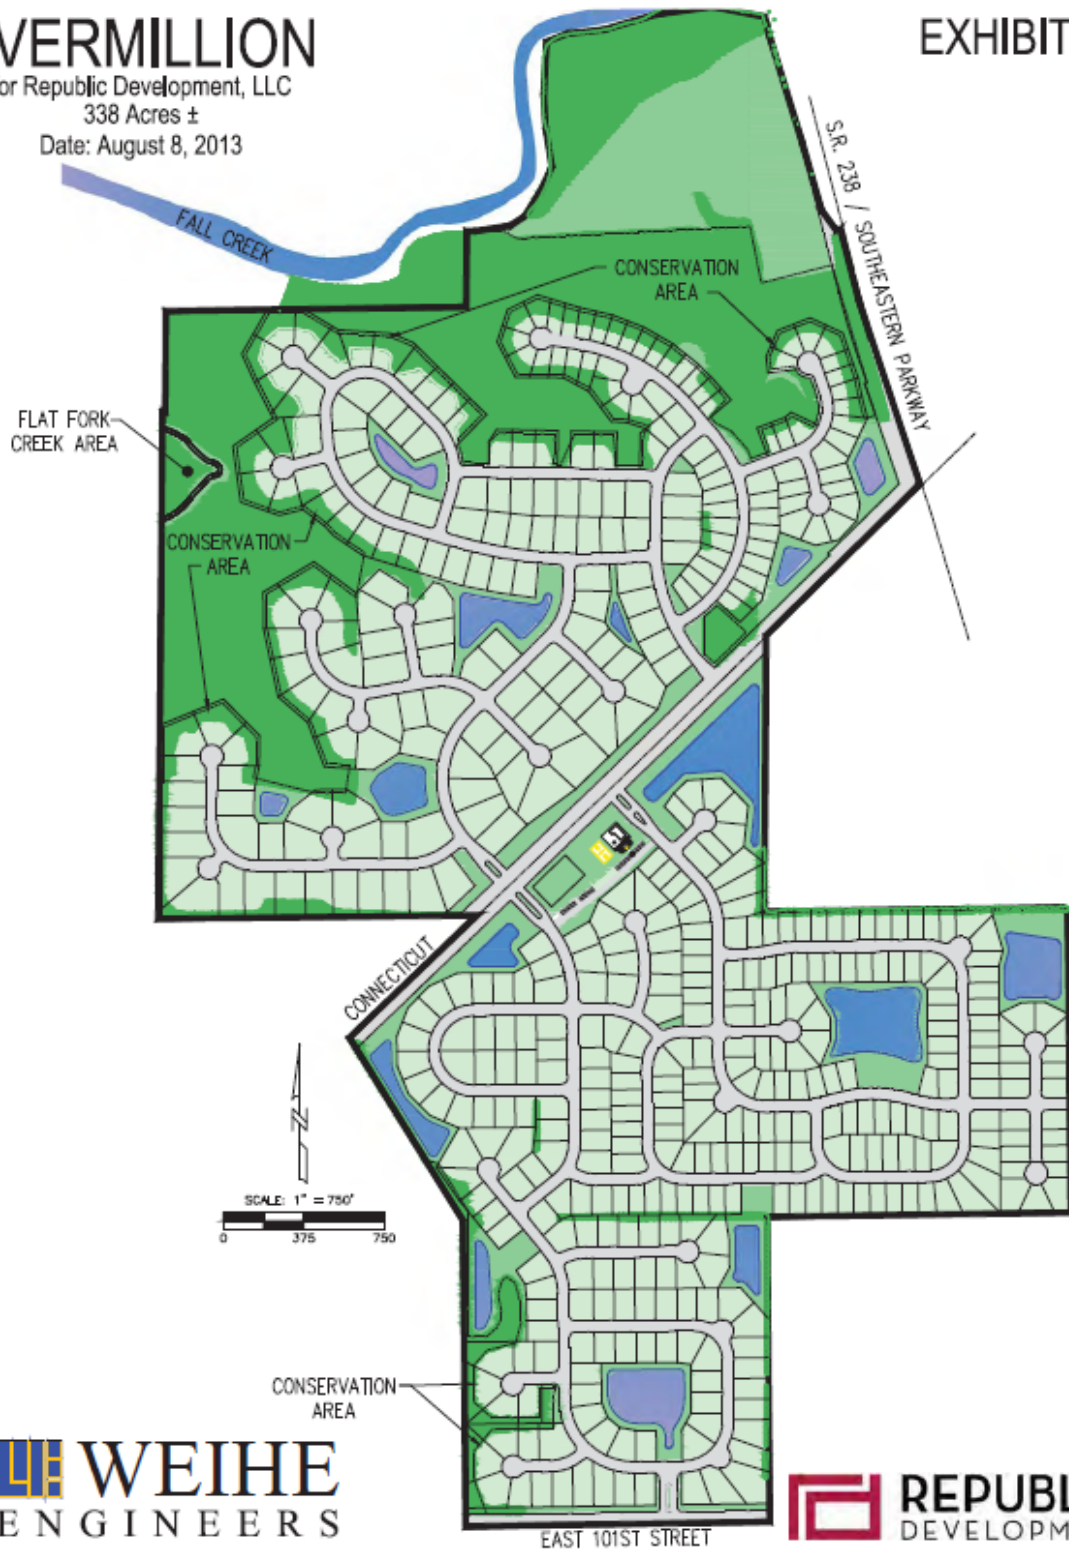 VERMILLION
or Republic Development, LLC
338 Acres ±
Date: August 8, 2013
EXHIBIT
S.R. 238 / SOUTHEASTERN PARKWAY
FALL CREEK
CONSERVATION
AREA
FLAT FORK
CREEK AREA
CONSERVATION
AREA
CONNECTICUT
SCALE: 1" = 750'
0 375 750
CONSERVATION
AREA
WEIHE
ENGINEERS
EAST 101ST STREET
REPUBL
DEVELOPM